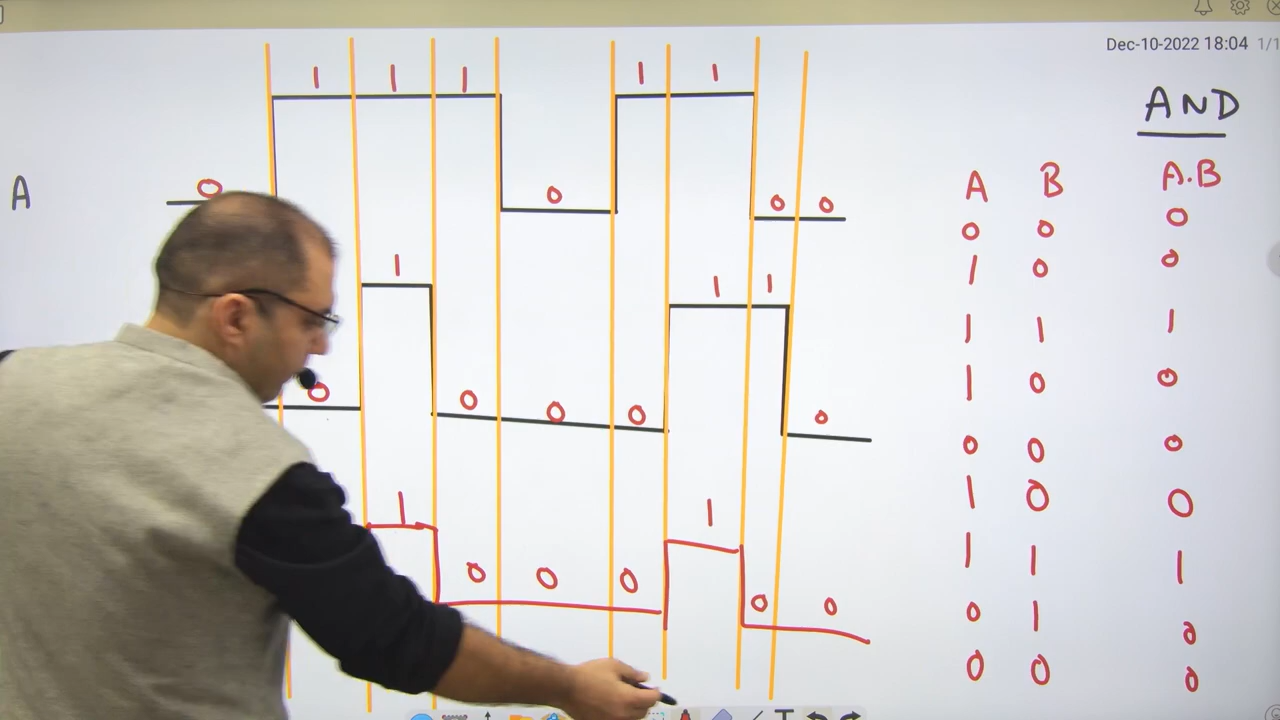 Dec-10-2022 18:04 1/1
1 1 1 1 1
AND
A 0 0 0 0
A B A.B
0 0 0
1 0 0
1 1 1
1 0 0
0 0 0
1 0 0
1 1 1
0 1 0
0 0 0
1 1 1
0 0 0 0 0
1 1
0 0 0 0 0